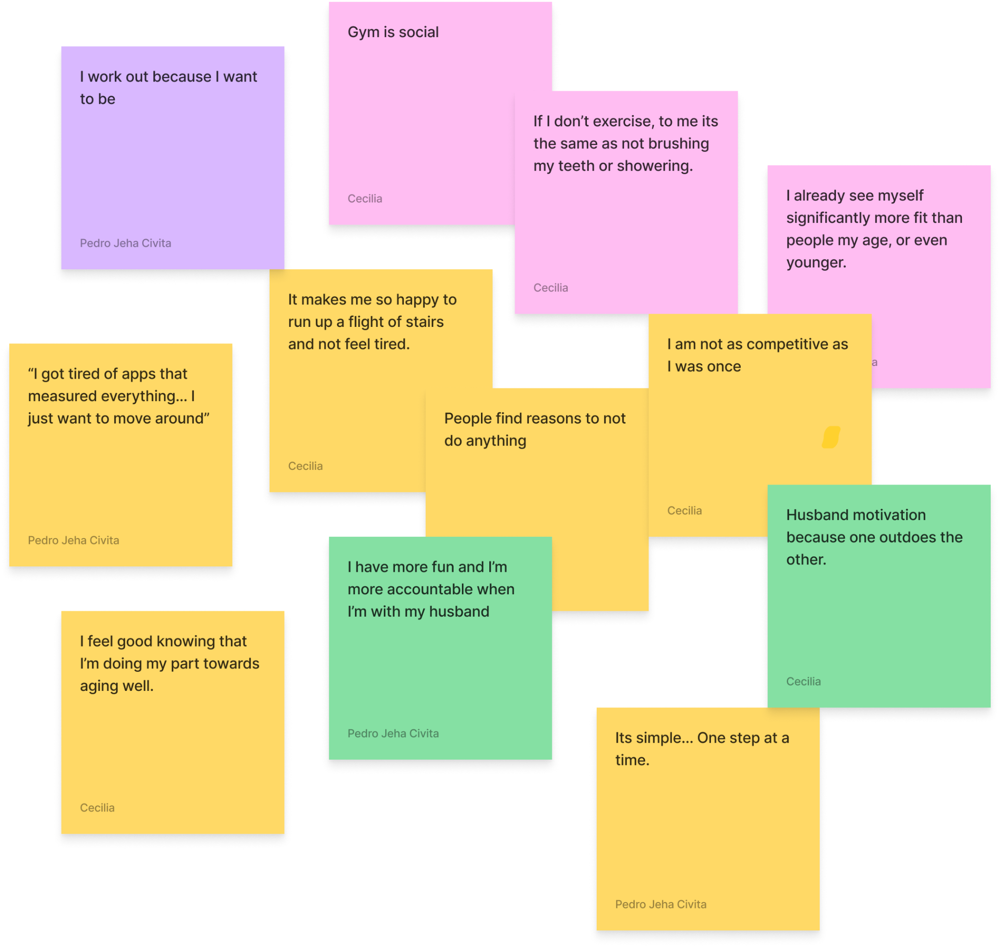 Gym is social
Cecilia
I work out because I want
to be
Pedro Jeha Civita
If I don’t exercise, to me its
the same as not brushing
my teeth or showering.
Cecilia
I already see myself
significantly more fit than
people my age, or even
younger.
a
It makes me so happy to
run up a flight of stairs
and not feel tired.
Cecilia
I am not as competitive as
I was once
Cecilia
“I got tired of apps that
measured everything... I
just want to move around”
Pedro Jeha Civita
People find reasons to not
do anything
Husband motivation
because one outdoes the
other.
Cecilia
I have more fun and I’m
more accountable when
I’m with my husband
Pedro Jeha Civita
I feel good knowing that
I’m doing my part towards
aging well.
Cecilia
Its simple... One step at a
time.
Pedro Jeha Civita